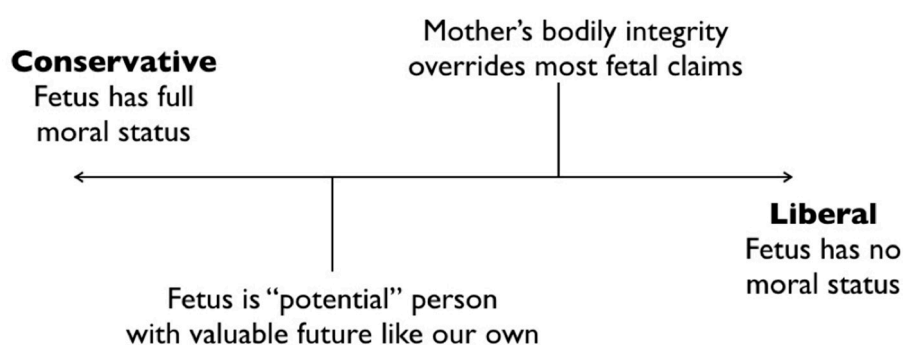 Conservative
Fetus has full
moral status
Mother's bodily integrity
overrides most fetal claims
Fetus is “potential” person
with valuable future like our own
Liberal
Fetus has no
moral status